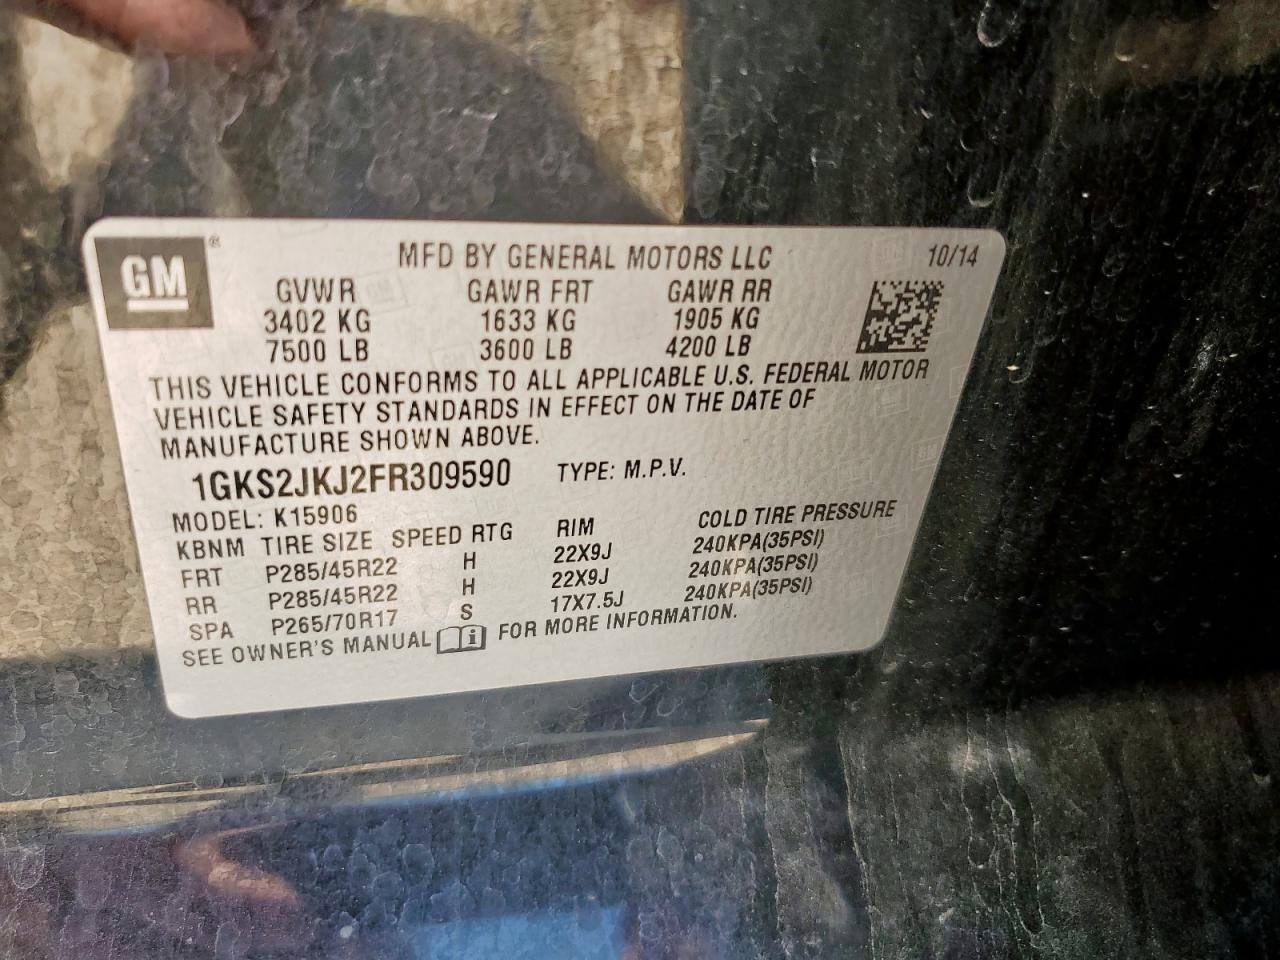 GM®
MFD BY GENERAL MOTORS LLC 10/14
GVWR GAWR FRT GAWR RR
3402 KG 1633 KG 1905 KG
7500 LB 3600 LB 4200 LB
THIS VEHICLE CONFORMS TO ALL APPLICABLE U.S. FEDERAL MOTOR
VEHICLE SAFETY STANDARDS IN EFFECT ON THE DATE OF
MANUFACTURE SHOWN ABOVE.
1GKS2JKJ2FR309590 TYPE: M.P.V.
MODEL: K15906
KBNM TIRE SIZE SPEED RTG RIM COLD TIRE PRESSURE
FRT P285/45R22 H 22X9J 240KPA(35PSI)
RR P285/45R22 H 22X9J 240KPA(35PSI)
SPA P265/70R17 S 17X7.5J 240KPA(35PSI)
SEE OWNER'S MANUAL i FOR MORE INFORMATION.